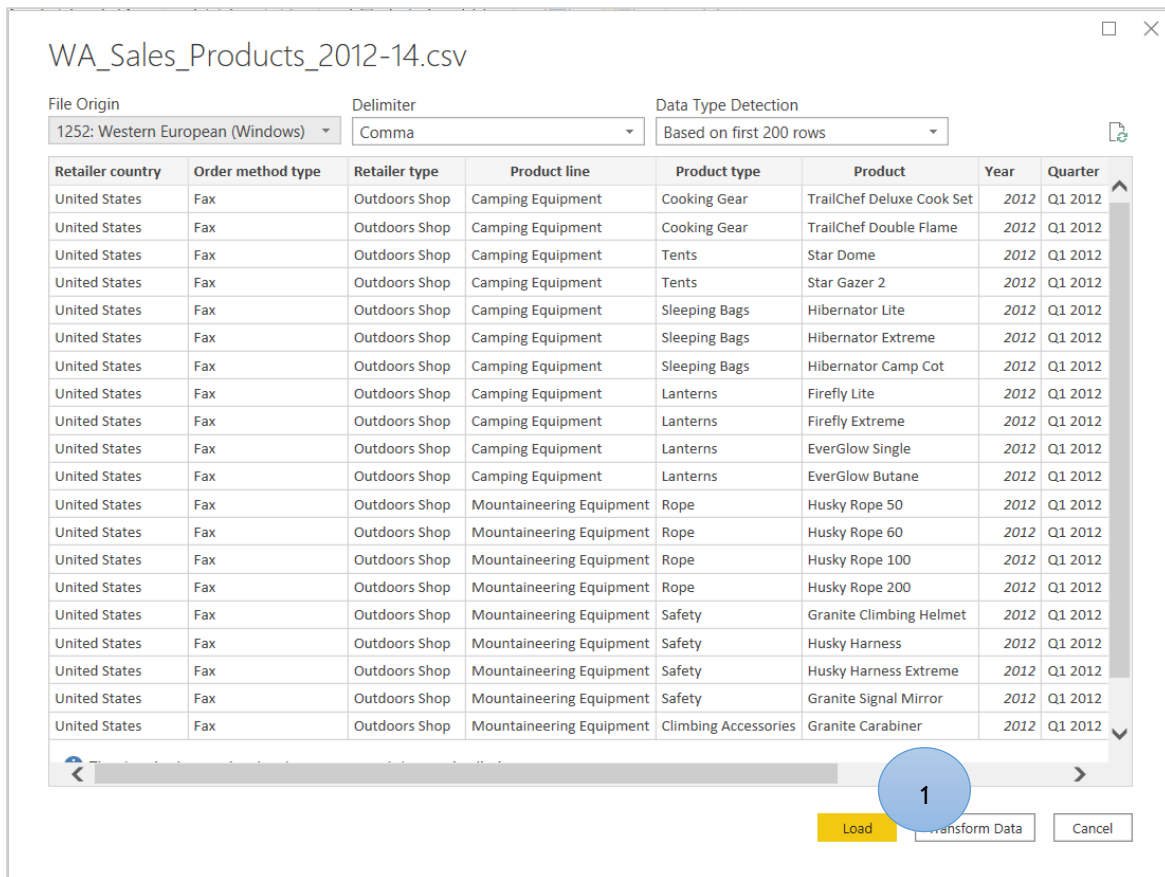 WA_Sales_Products_2012-14.csv
File Origin Delimiter Data Type Detection
1252: Western European (Windows) Comma Based on first 200 rows
Retailer country Order method type Retailer type Product line Product type Product Year Quarter
United States Fax Outdoors Shop Camping Equipment Cooking Gear TrailChef Deluxe Cook Set 2012 Q1 2012
United States Fax Outdoors Shop Camping Equipment Cooking Gear TrailChef Double Flame 2012 Q1 2012
United States Fax Outdoors Shop Camping Equipment Tents Star Dome 2012 Q1 2012
United States Fax Outdoors Shop Camping Equipment Tents Star Gazer 2 2012 Q1 2012
United States Fax Outdoors Shop Camping Equipment Sleeping Bags Hibernator Lite 2012 Q1 2012
United States Fax Outdoors Shop Camping Equipment Sleeping Bags Hibernator Extreme 2012 Q1 2012
United States Fax Outdoors Shop Camping Equipment Sleeping Bags Hibernator Camp Cot 2012 Q1 2012
United States Fax Outdoors Shop Camping Equipment Lanterns Firefly Lite 2012 Q1 2012
United States Fax Outdoors Shop Camping Equipment Lanterns Firefly Extreme 2012 Q1 2012
United States Fax Outdoors Shop Camping Equipment Lanterns EverGlow Single 2012 Q1 2012
United States Fax Outdoors Shop Camping Equipment Lanterns EverGlow Butane 2012 Q1 2012
United States Fax Outdoors Shop Mountaineering Equipment Rope Husky Rope 50 2012 Q1 2012
United States Fax Outdoors Shop Mountaineering Equipment Rope Husky Rope 60 2012 Q1 2012
United States Fax Outdoors Shop Mountaineering Equipment Rope Husky Rope 100 2012 Q1 2012
United States Fax Outdoors Shop Mountaineering Equipment Rope Husky Rope 200 2012 Q1 2012
United States Fax Outdoors Shop Mountaineering Equipment Safety Granite Climbing Helmet 2012 Q1 2012
United States Fax Outdoors Shop Mountaineering Equipment Safety Husky Harness 2012 Q1 2012
United States Fax Outdoors Shop Mountaineering Equipment Safety Husky Harness Extreme 2012 Q1 2012
United States Fax Outdoors Shop Mountaineering Equipment Safety Granite Signal Mirror 2012 Q1 2012
United States Fax Outdoors Shop Mountaineering Equipment Climbing Accessories Granite Carabiner 2012 Q1 2012
1
Load Transform Data Cancel